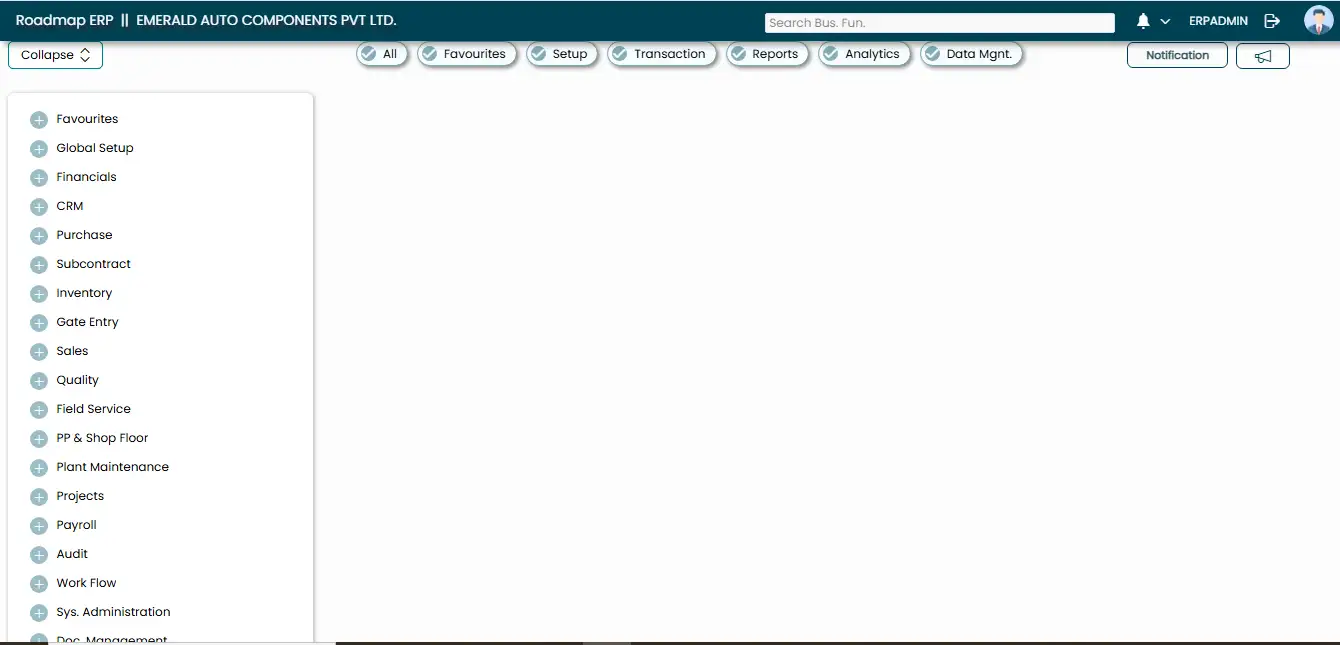 Roadmap ERP || EMERALD AUTO COMPONENTS PVT LTD.
Search Bus. Fun.
ERPADMIN
Collapse
All
Favourites
Setup
Transaction
Reports
Analytics
Data Mgnt.
Notification
Favourites
Global Setup
Financials
CRM
Purchase
Subcontract
Inventory
Gate Entry
Sales
Quality
Field Service
PP & Shop Floor
Plant Maintenance
Projects
Payroll
Audit
Work Flow
Sys. Administration
Doc. Management